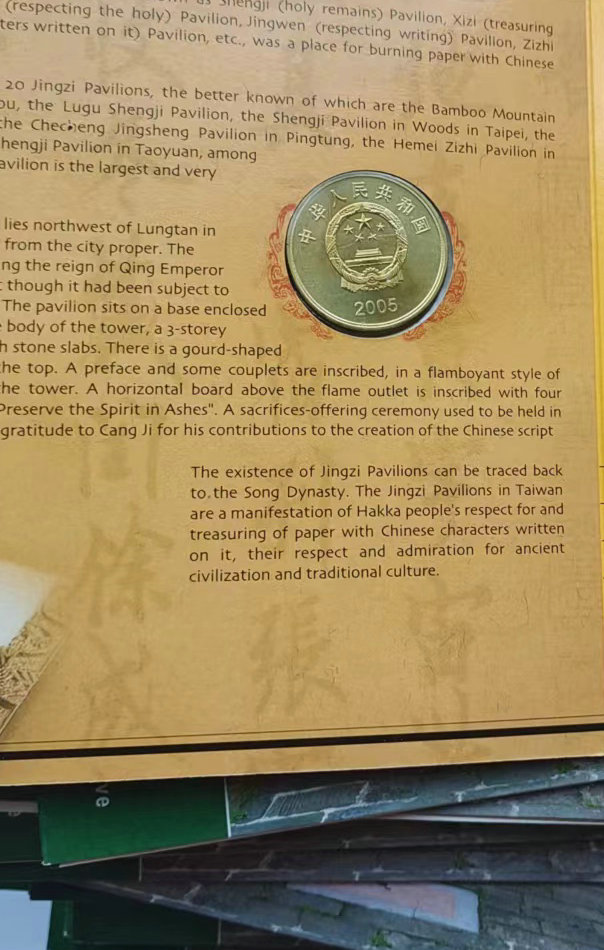 as Shengji (holy remains) Pavilion, Xizi (treasuring
(respecting the holy) Pavilion, Jingwen (respecting writing) Pavilion, Zizhi
ters written on it) Pavilion, etc., was a place for burning paper with Chinese
20 Jingzi Pavilions, the better known of which are the Bamboo Mountain
ou, the Lugu Shengji Pavilion, the Shengji Pavilion in Woods in Taipei, the
the Checheng Jingsheng Pavilion in Pingtung, the Hemei Zizhi Pavilion in
hengji Pavilion in Taoyuan, among
avilion is the largest and very
lies northwest of Lungtan in
from the city proper. The
ng the reign of Qing Emperor
t though it had been subject to
The pavilion sits on a base enclosed
e body of the tower, a 3-storey
h stone slabs. There is a gourd-shaped
the top. A preface and some couplets are inscribed, in a flamboyant style of
the tower. A horizontal board above the flame outlet is inscribed with four
Preserve the Spirit in Ashes". A sacrifices-offering ceremony used to be held in
gratitude to Cang Ji for his contributions to the creation of the Chinese script
中华人民共和国
2005
The existence of Jingzi Pavilions can be traced back
to the Song Dynasty. The Jingzi Pavilions in Taiwan
are a manifestation of Hakka people's respect for and
treasuring of paper with Chinese characters written
on it, their respect and admiration for ancient
civilization and traditional culture.
徐
張
ve